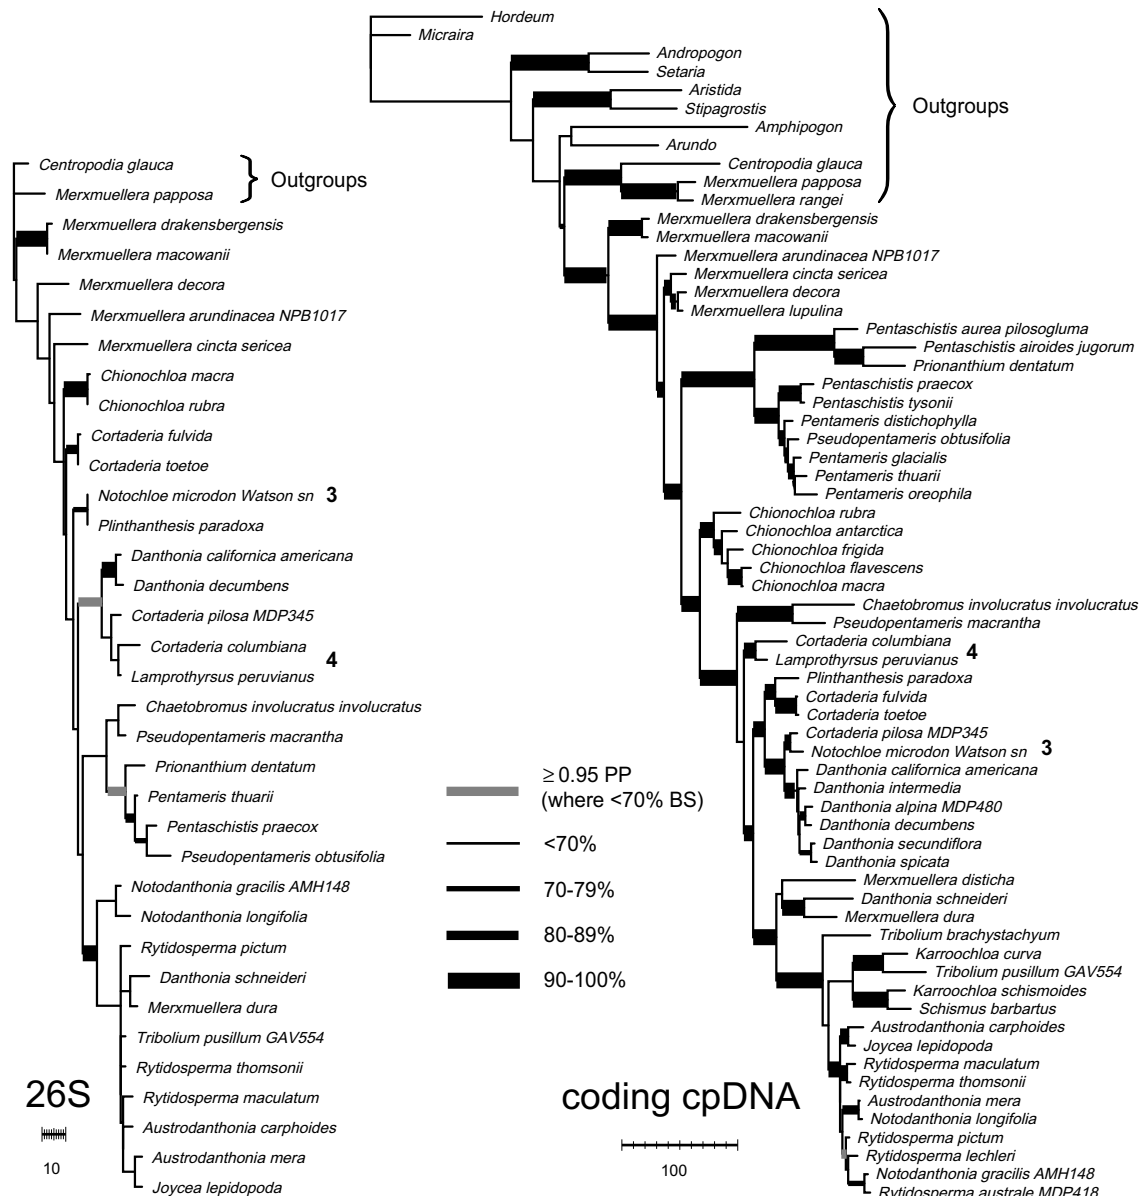 Centropodia glauca
Outgroups
Merxmuellera papposa
Merxmuellera drakensbergensis
Merxmuellera macowanii
Merxmuellera decora
Merxmuellera arundinacea NPB1017
Merxmuellera cincta sericea
Chionochloa macra
Chionochloa rubra
Cortaderia fulvida
Cortaderia toetoe
Notochloe microdon Watson sn 3
Plinthanthesis paradoxa
Danthonia californica americana
Danthonia decumbens
Cortaderia pilosa MDP345
Cortaderia columbiana
4
Lamprothyrsus peruvianus
Chaetobromus involucratus involucratus
Pseudopentameris macrantha
Prionanthium dentatum
Pentameris thuarii
Pentaschistis praecox
Pseudopentameris obtusifolia
Notodanthonia gracilis AMH148
Notodanthonia longifolia
Rytidosperma pictum
Danthonia schneideri
Merxmuellera dura
Tribolium pusillum GAV554
Rytidosperma thomsonii
Rytidosperma maculatum
Austrodanthonia carphoides
Austrodanthonia mera
Joycea lepidopoda
26S
10
≥ 0.95 PP
(where <70% BS)
<70%
70-79%
80-89%
90-100%
Hordeum
Micraira
Andropogon
Setaria
Aristida
Stipagrostis
Outgroups
Amphipogon
Arundo
Centropodia glauca
Merxmuellera papposa
Merxmuellera rangei
Merxmuellera drakensbergensis
Merxmuellera macowanii
Merxmuellera arundinacea NPB1017
Merxmuellera cincta sericea
Merxmuellera decora
Merxmuellera lupulina
Pentaschistis aurea pilosogluma
Pentaschistis airoides jugorum
Prionanthium dentatum
Pentaschistis praecox
Pentaschistis tysonii
Pentameris distichophylla
Pseudopentameris obtusifolia
Pentameris glacialis
Pentameris thuarii
Pentameris oreophila
Chionochloa rubra
Chionochloa antarctica
Chionochloa frigida
Chionochloa flavescens
Chionochloa macra
Chaetobromus involucratus involucratus
Pseudopentameris macrantha
Cortaderia columbiana
4
Lamprothyrsus peruvianus
Plinthanthesis paradoxa
Cortaderia fulvida
Cortaderia toetoe
Cortaderia pilosa MDP345
Notochloe microdon Watson sn 3
Danthonia californica americana
Danthonia intermedia
Danthonia alpina MDP480
Danthonia decumbens
Danthonia secundiflora
Danthonia spicata
Merxmuellera disticha
Danthonia schneideri
Merxmuellera dura
Tribolium brachystachyum
Karroochloa curva
Tribolium pusillum GAV554
Karroochloa schismoides
Schismus barbartus
Austrodanthonia carphoides
Joycea lepidopoda
Rytidosperma maculatum
Rytidosperma thomsonii
Austrodanthonia mera
Notodanthonia longifolia
Rytidosperma pictum
Rytidosperma lechleri
Notodanthonia gracilis AMH148
Rytidosperma australe MDP418
coding cpDNA
100